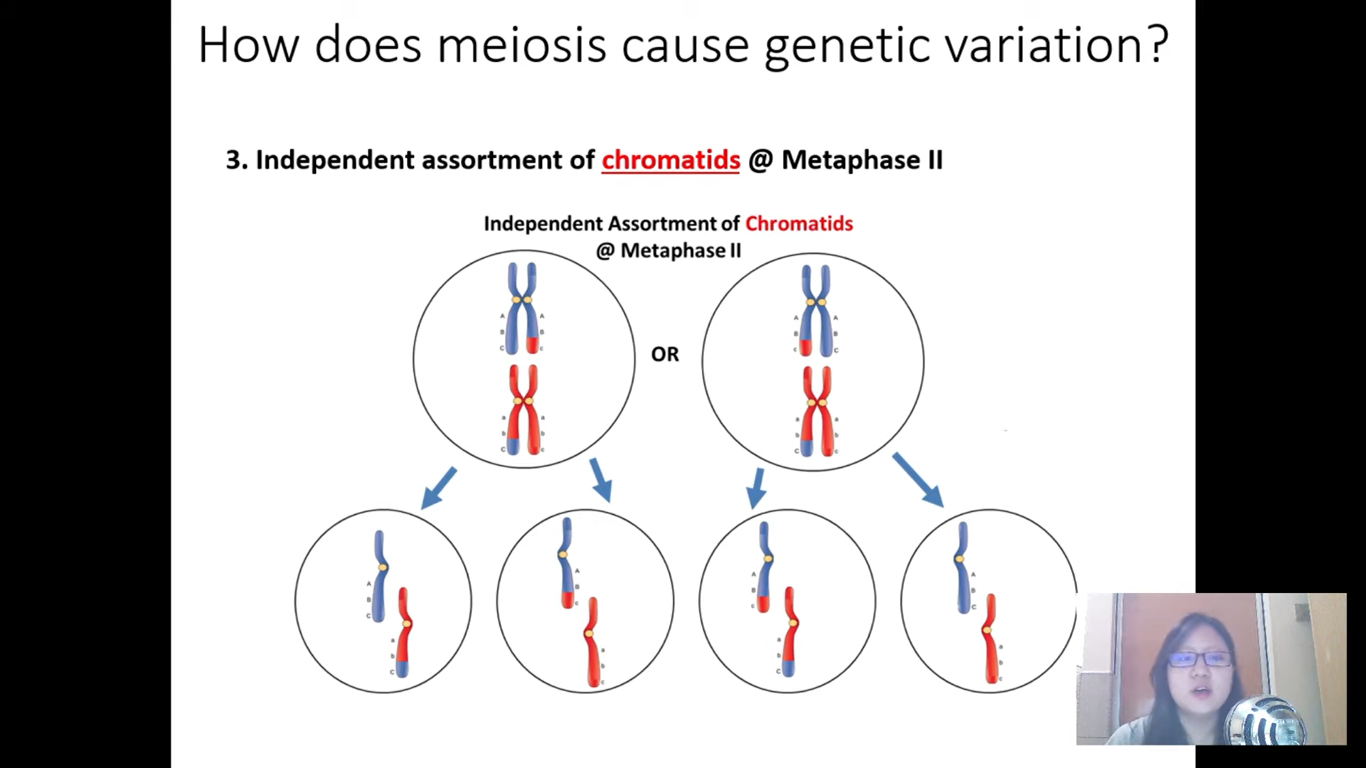 How does meiosis cause genetic variation?
3. Independent assortment of chromatids @ Metaphase II
Independent Assortment of Chromatids
@ Metaphase II
A A
B B
C c
a a
b b
C c
OR
A A
B B
c C
a a
b b
C c
A
B
C
a
b
C
A
B
c
a
b
c
A
B
c
a
b
C
A
B
C
a
b
c